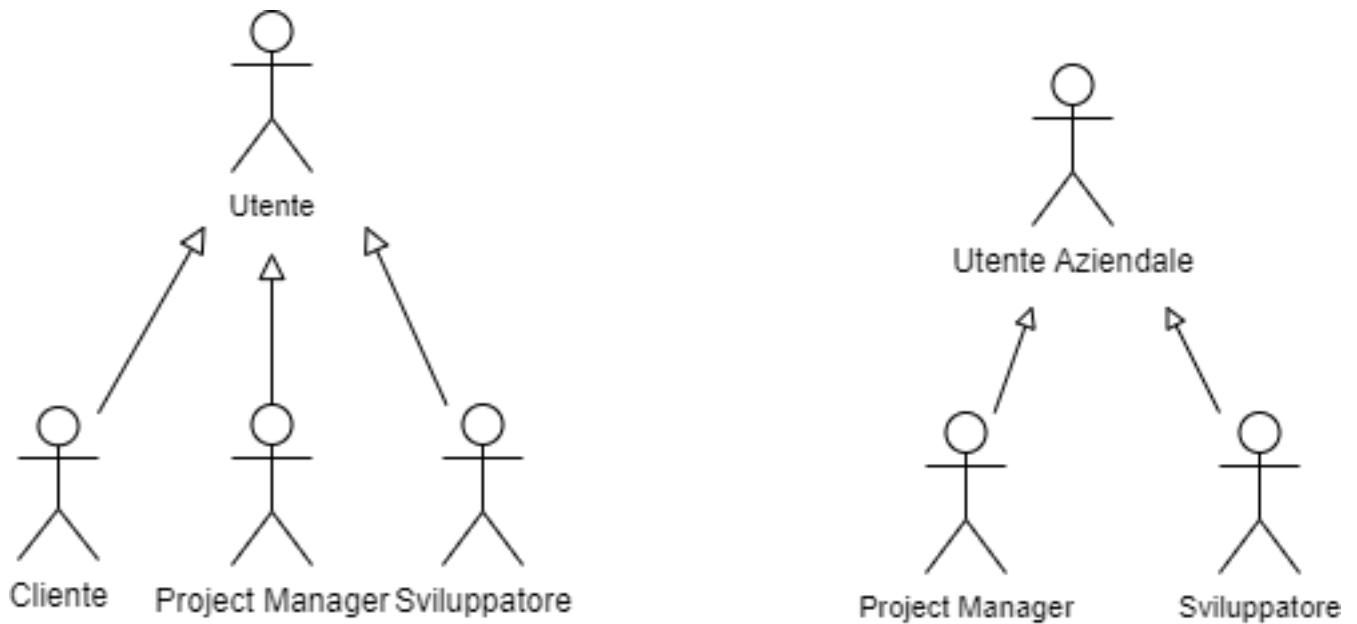 Utente
Cliente
Project Manager
Sviluppatore
Utente Aziendale
Project Manager
Sviluppatore